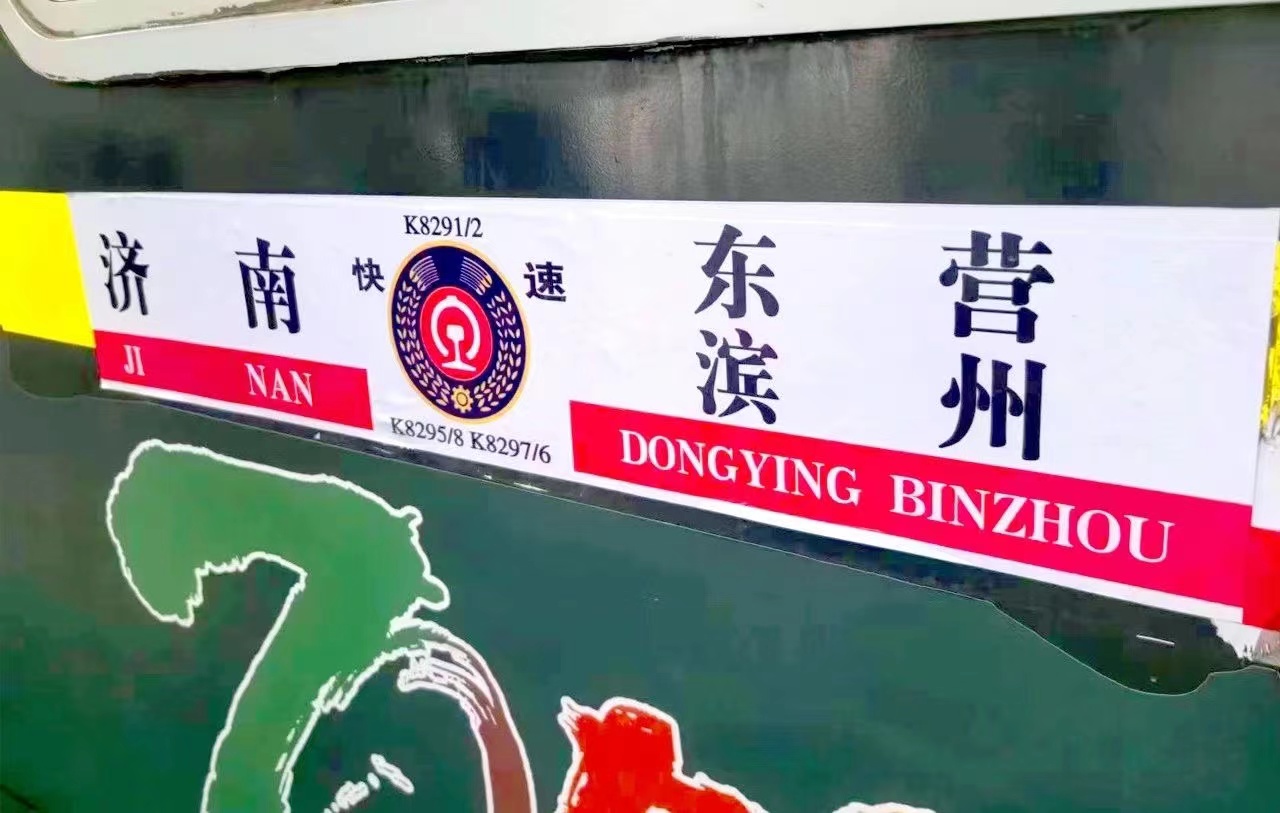 K8291/2
济南 快速 东营
滨州
JI NAN
K8295/8 K8297/6
DONGYING BINZHOU